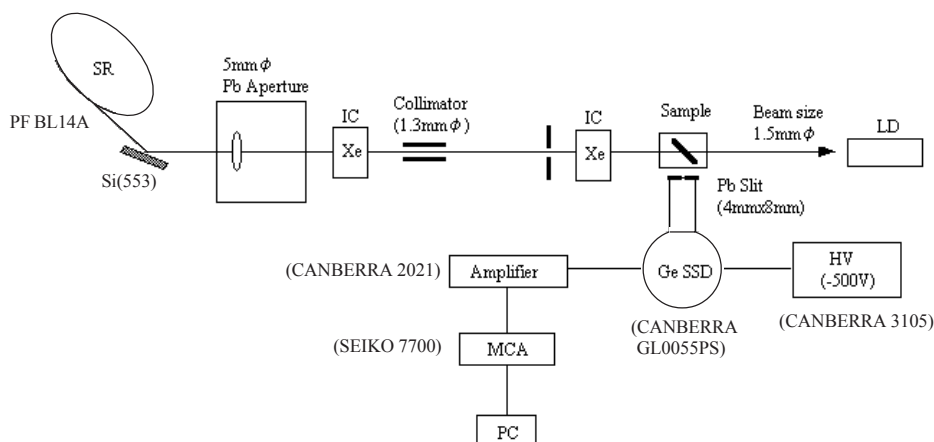 SR
PF BL14A
Si(553)
5mmϕ
Pb Aperture
IC
Xe
Collimator
(1.3mmϕ)
IC
Xe
Sample
Beam size
1.5mmϕ
LD
Pb Slit
(4mmx8mm)
(CANBERRA 2021)
Amplifier
Ge SSD
HV
(-500V)
(CANBERRA
GL0055PS)
(CANBERRA 3105)
(SEIKO 7700)
MCA
PC